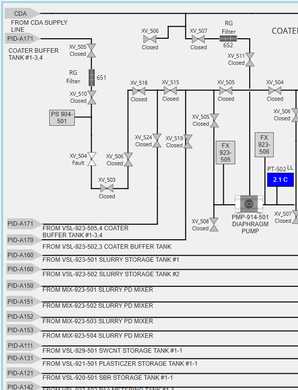 CDA
FROM CDA SUPPLY
LINE
PID-A171
COATER BUFFER
TANK #1-3,4
XV_505
Closed
XV_506
Closed
XV_507
Closed
RG
Filter
652
XV_511
Closed
COATE
RG
Filter
651
XV_510
Closed
XV_518
Closed
XV_515
Closed
XV_505
Closed
XV_504
Closed
PS 904-
501
XV_504
Fault
XV_506
Closed
XV_524
Closed
XV_519
Closed
XV_505
Closed
FX
923-
505
FX
923-
506
PT-502
LL
2.1 C
XV_503
Closed
XV_508
Closed
PMP-914-501
DIAPHRAGM
PUMP
XV_507
Closed
PID-A171
FROM VSL-923-505,4 COATER
BUFFER TANK #1-3,4
PID-A170
FROM VSL-923-502,3 COATER BUFFER TANK
PID-A160
FROM VSL-923-501 SLURRY STORAGE TANK #1
PID-A160
FROM VSL-923-502 SLURRY STORAGE TANK #2
PID-A150
FROM MIX-923-501 SLURRY PD MIXER
PID-A151
FROM MIX-923-502 SLURRY PD MIXER
PID-A152
FROM MIX-923-503 SLURRY PD MIXER
PID-A153
FROM MIX-923-504 SLURRY PD MIXER
PID-A111
FROM VSL-929-501 SWCNT STORAGE TANK #1-1
PID-A131
FROM VSL-921-501 PLASTICZER STORAGE TANK #1-1
PID-A121
FROM VSL-920-501 SBR STORAGE TANK #1-1